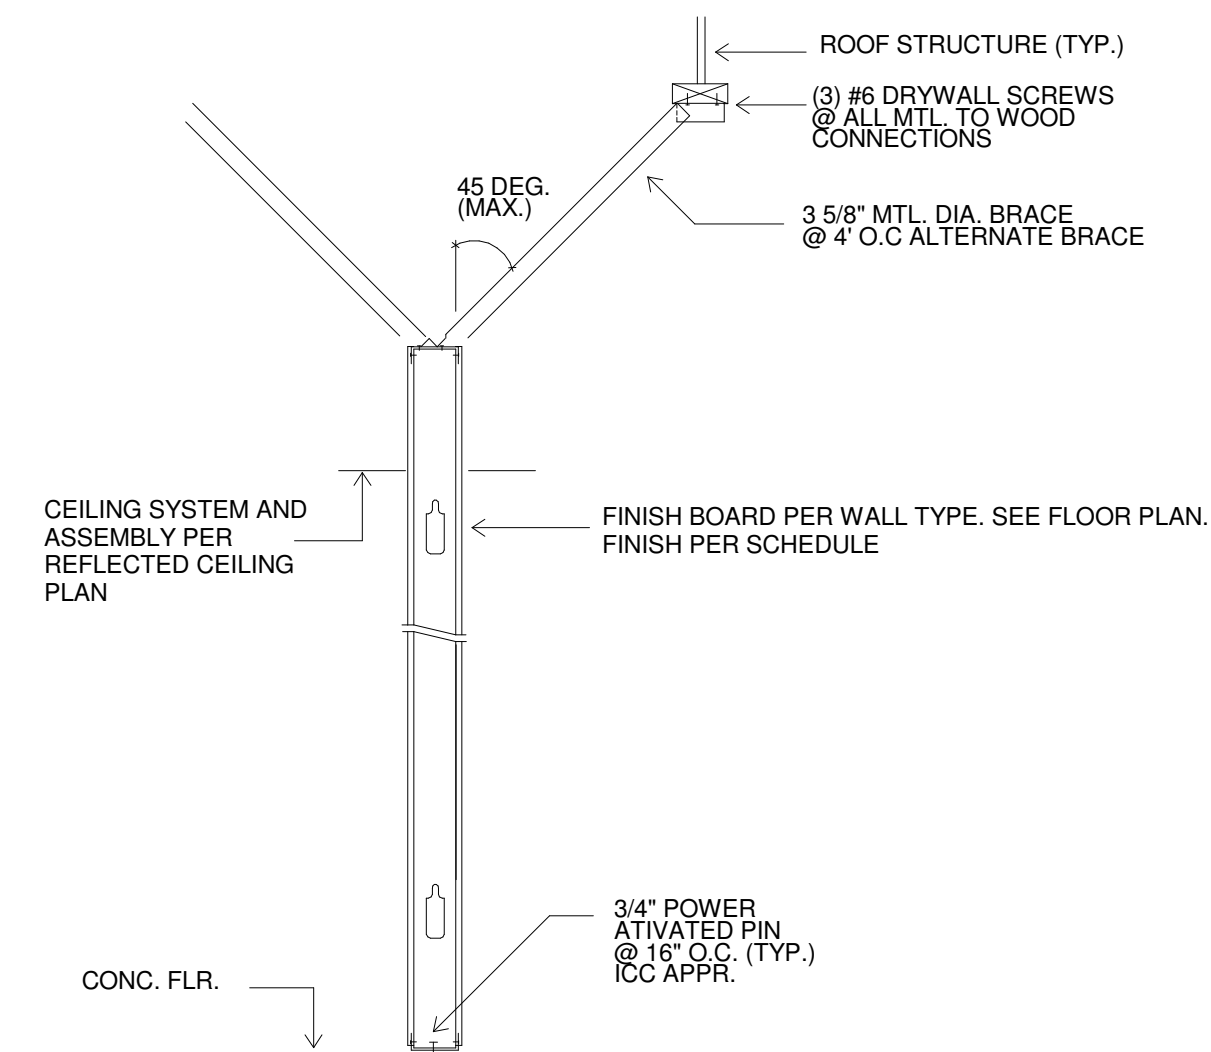 ROOF STRUCTURE (TYP.)
(3) #6 DRYWALL SCREWS
@ ALL MTL. TO WOOD
CONNECTIONS
45 DEG.
(MAX.)
3 5/8" MTL. DIA. BRACE
@ 4' O.C ALTERNATE BRACE
CEILING SYSTEM AND
ASSEMBLY PER
REFLECTED CEILING
PLAN
FINISH BOARD PER WALL TYPE. SEE FLOOR PLAN.
FINISH PER SCHEDULE
3/4" POWER
ATIVATED PIN
@ 16" O.C. (TYP.)
ICC APPR.
CONC. FLR.